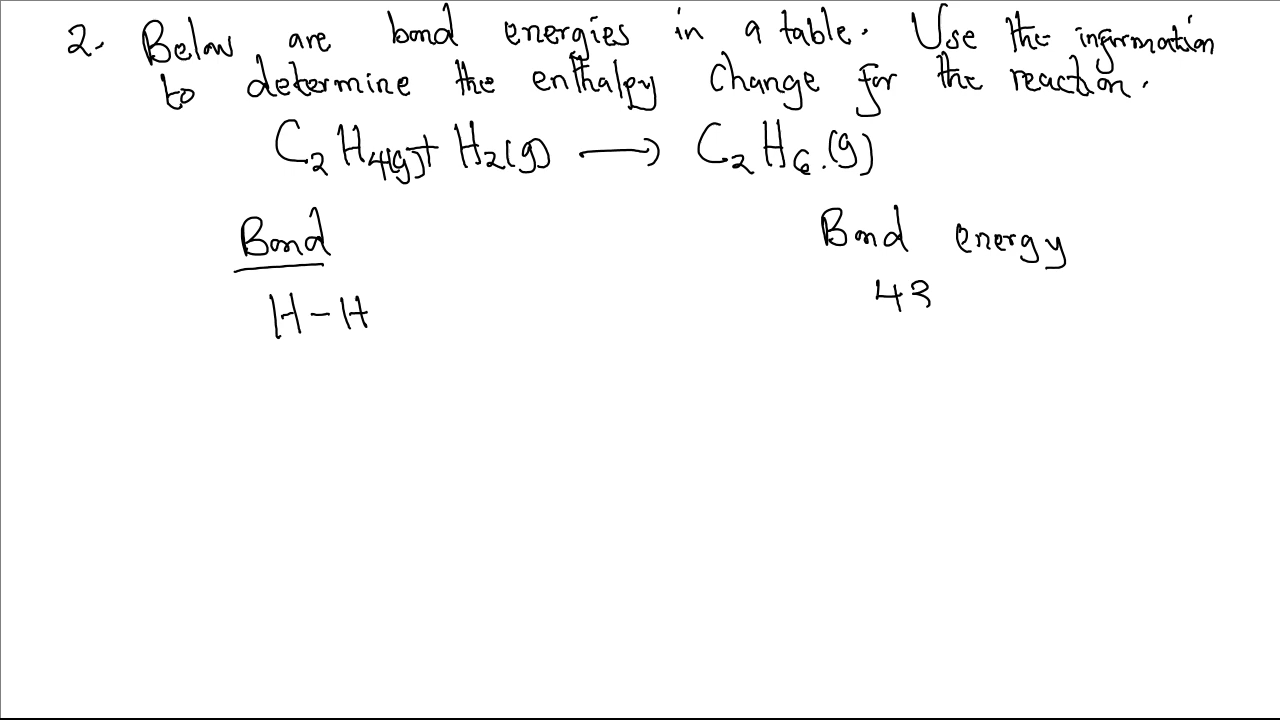 2. Below are bond energies in a table. Use the information
to determine the enthalpy change for the reaction.
C₂H₄(g) + H₂(g) ⟶ C₂H₆(g)
Bond Bond energy
H-H 43